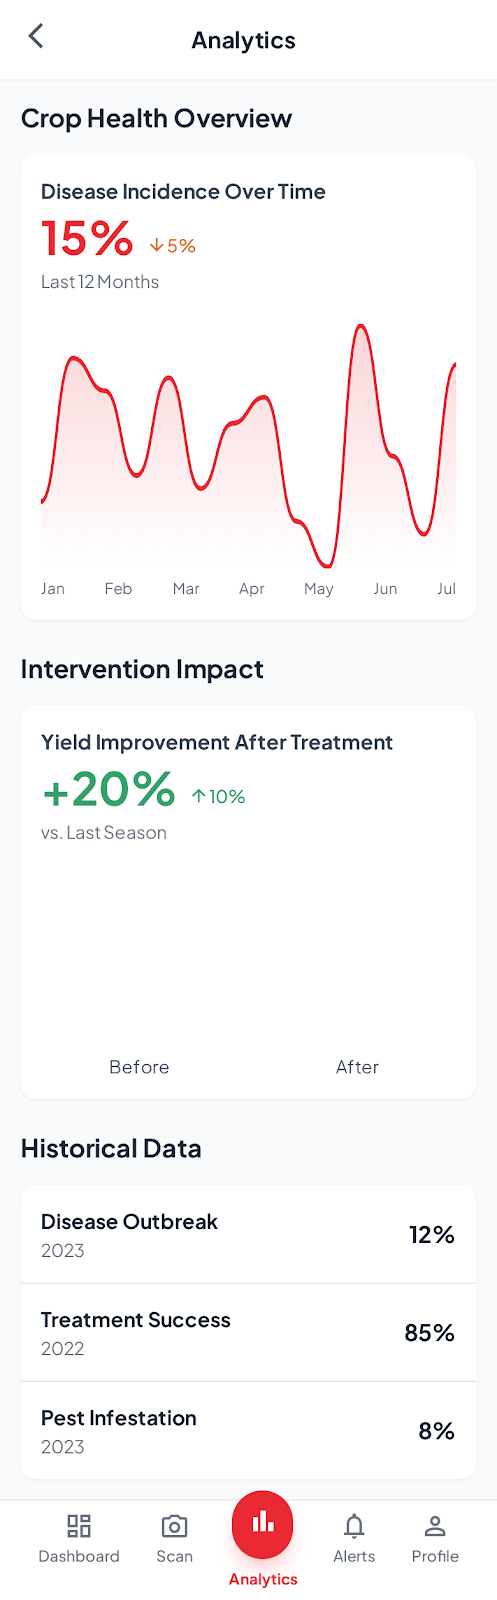 Analytics
Crop Health Overview
Disease Incidence Over Time
15% ↓ 5%
Last 12 Months
Jan Feb Mar Apr May Jun Jul
Intervention Impact
Yield Improvement After Treatment
+20% ↑ 10%
vs. Last Season
Before After
Historical Data
Disease Outbreak
2023
12%
Treatment Success
2022
85%
Pest Infestation
2023
8%
Dashboard Scan Analytics Alerts Profile